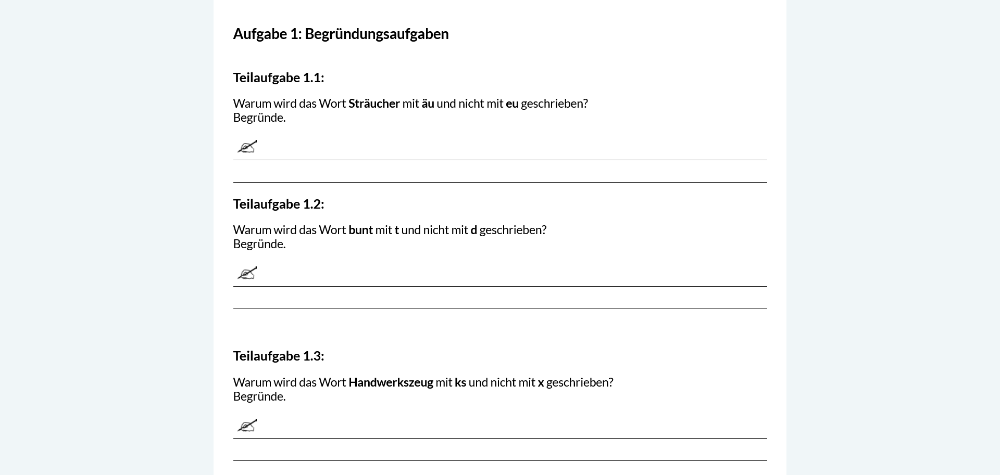 Aufgabe 1: Begründungsaufgaben
Teilaufgabe 1.1:
Warum wird das Wort Sträucher mit äu und nicht mit eu geschrieben?
Begründe.
Teilaufgabe 1.2:
Warum wird das Wort bunt mit t und nicht mit d geschrieben?
Begründe.
Teilaufgabe 1.3:
Warum wird das Wort Handwerkszeug mit ks und nicht mit x geschrieben?
Begründe.